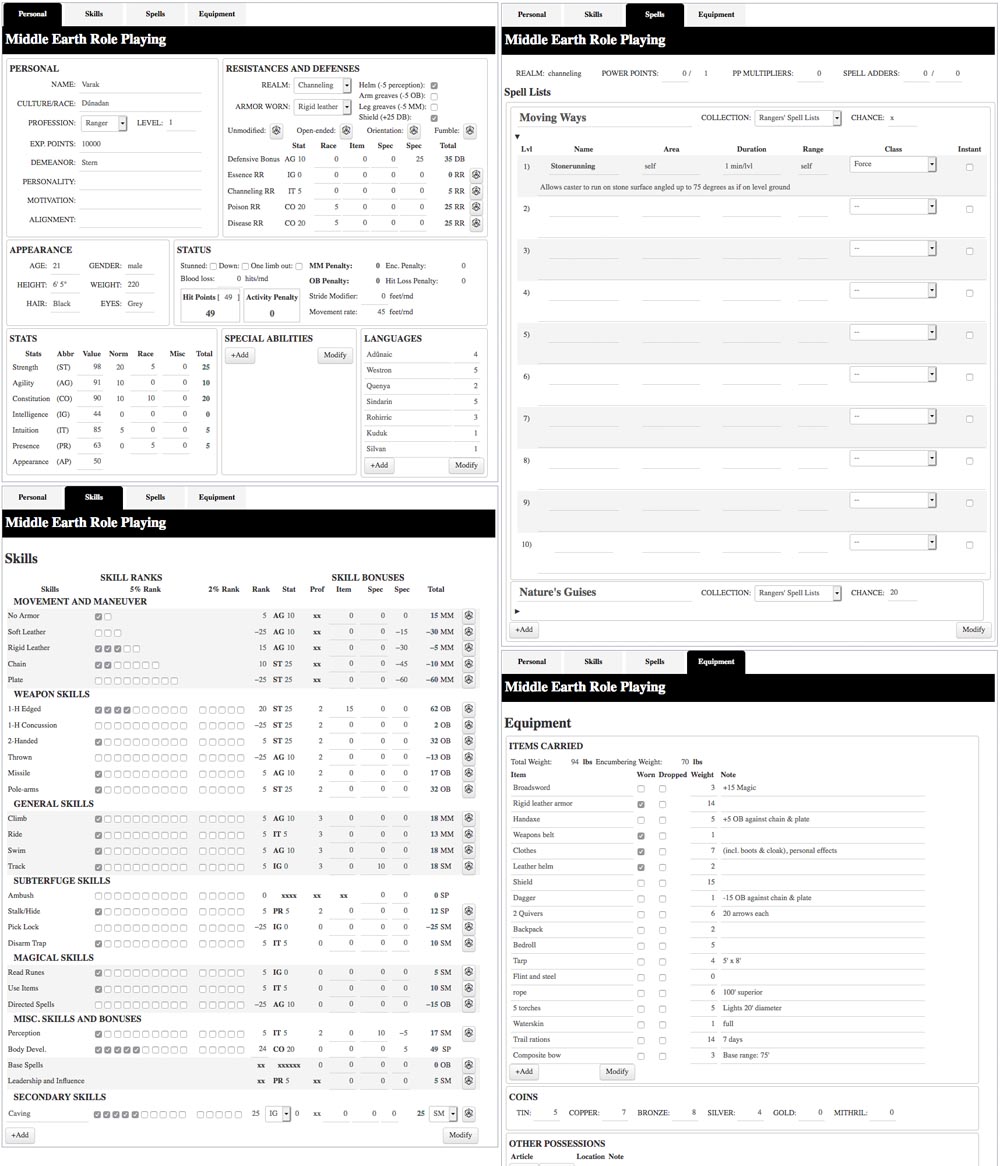 Personal Skills Spells Equipment
Middle Earth Role Playing
PERSONAL
NAME: Varak
CULTURE/RACE: Dúnadan
PROFESSION: Ranger LEVEL: 1
EXP. POINTS: 10000
DEMEANOR: Stern
PERSONALITY:
MOTIVATION:
ALIGNMENT:
RESISTANCES AND DEFENSES
REALM: Channeling Helm (-5 perception):
Arm greaves (-5 OB):
ARMOR WORN: Rigid leather Leg greaves (-5 MM):
Shield (+25 DB):
Unmodified: Open-ended: Orientation: Fumble:
Stats Race Item Spec Spec Total
Defensive Bonus AG 10 0 0 0 25 35 DB
Essence RR IG 0 0 0 0 0 RR
Channeling RR IT 5 0 0 0 5 RR
Poison RR CO 20 5 0 0 25 RR
Disease RR CO 20 5 0 0 25 RR
APPEARANCE
AGE: 21 GENDER: male
HEIGHT: 6' 5" WEIGHT: 220
HAIR: Black EYES: Grey
STATUS
Stunned: Down: One limb out: MM Penalty: 0 Enc. Penalty: 0
Blood loss: 0 hits/rnd OB Penalty: 0 Hit Loss Penalty: 0
Hit Points [ 49 ] Activity Penalty Stride Modifier: 0 feet/rnd
49 0 Movement rate: 45 feet/rnd
STATS
Stats Abbr Value Norm Race Misc Total
Strength (ST) 98 20 5 0 25
Agility (AG) 91 10 0 0 10
Constitution (CO) 90 10 10 0 20
Intelligence (IG) 44 0 0 0 0
Intuition (IT) 85 5 0 0 5
Presence (PR) 63 0 5 0 5
Appearance (AP) 50
SPECIAL ABILITIES
+Add Modify
LANGUAGES
Adûnaic 4
Westron 5
Quenya 2
Sindarin 5
Rohirric 3
Kuduk 1
Silvan 1
+Add Modify
Personal Skills Spells Equipment
Middle Earth Role Playing
Skills
SKILL RANKS SKILL BONUSES
Skills 5% Rank 2% Rank Rank Stat Prof Item Spec Spec Total
MOVEMENT AND MANEUVER
No Armor 5 AG 10 xx 0 0 0 15 MM
Soft Leather -25 AG 10 xx 0 0 -15 -30 MM
Rigid Leather 15 AG 10 xx 0 0 -30 -5 MM
Chain 10 ST 25 xx 0 0 -45 -10 MM
Plate -25 ST 25 xx 0 0 -60 -60 MM
WEAPON SKILLS
1-H Edged 20 ST 25 2 15 0 0 62 OB
1-H Concussion -25 ST 25 2 0 0 2 OB
2-Handed 5 ST 25 2 0 0 32 OB
Thrown -25 AG 10 2 0 0 -13 OB
Missile 5 AG 10 2 0 0 17 OB
Pole-arms 5 ST 25 2 0 0 32 OB
GENERAL SKILLS
Climb 5 AG 10 3 0 0 18 MM
Ride 5 IT 5 3 0 0 13 MM
Swim 5 AG 10 3 0 0 18 MM
Track 5 IG 0 3 0 10 0 18 SM
SUBTERFUGE SKILLS
Ambush 0 xxxx xx xx 0 0 0 SP
Stalk/Hide 5 PR 5 2 0 0 12 SP
Pick Lock -25 IG 0 0 0 0 -25 SM
Disarm Trap 5 IT 5 0 0 0 10 SM
MAGICAL SKILLS
Read Runes 5 IG 0 0 0 0 5 SM
Use Items 5 IT 5 0 0 0 10 SM
Directed Spells -25 AG 10 0 0 0 -15 OB
MISC. SKILLS AND BONUSES
Perception 5 IT 5 2 0 10 -5 17 SM
Body Devel. 24 CO 20 0 0 5 49 SP
Base Spells xx xxxxxx 0 0 0 0 OB
Leadership and Influence xx PR 5 xx 0 0 0 5 SM
SECONDARY SKILLS
Caving 25 IG 0 xx 0 0 0 25 SM
+Add Modify
Personal Skills Spells Equipment
Middle Earth Role Playing
REALM: channeling POWER POINTS: 0 / 1 PP MULTIPLIERS: 0 SPELL ADDERS: 0 / 0
Spell Lists
Moving Ways COLLECTION: Rangers' Spell Lists CHANCE: x
Lvl Name Area Duration Range Class Instant
1) Stonerunning self 1 min/lvl self Force
Allows caster to run on stone surface angled up to 75 degrees as if on level ground
2) --
3) --
4) --
5) --
6) --
7) --
8) --
9) --
10) --
Nature's Guises COLLECTION: Rangers' Spell Lists CHANCE: 20
+Add Modify
Personal Skills Spells Equipment
Middle Earth Role Playing
Equipment
ITEMS CARRIED
Total Weight: 94 lbs Encumbering Weight: 70 lbs
Item Worn Dropped Weight Note
Broadsword 3 +15 Magic
Rigid leather armor 14
Handaxe 5 +5 OB against chain & plate
Weapons belt 1
Clothes 7 (incl. boots & cloak), personal effects
Leather helm 2
Shield 15
Dagger 1 -15 OB against chain & plate
2 Quivers 6 20 arrows each
Backpack 2
Bedroll 5
Tarp 4 5' x 8'
Flint and steel 0
rope 6 100' superior
5 torches 5 Lights 20' diameter
Waterskin 1 full
Trail rations 14 7 days
Composite bow 3 Base range: 75'
+Add Modify
COINS
TIN: 5 COPPER: 7 BRONZE: 8 SILVER: 4 GOLD: 0 MITHRIL: 0
OTHER POSSESSIONS
Article Location Note